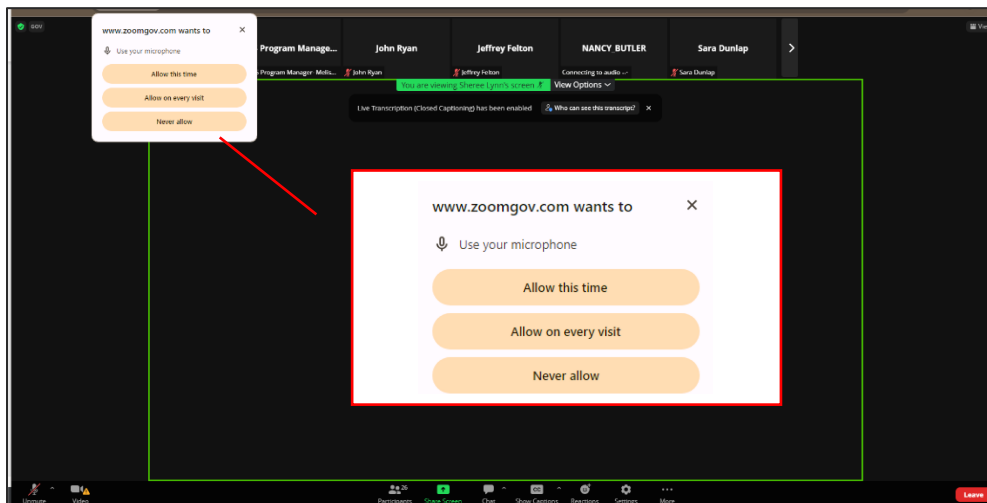 GOV
www.zoomgov.com wants to
Use your microphone
Allow this time
Allow on every visit
Never allow
Program Manage...
John Ryan
Jeffrey Felton
NANCY BUTLER
Sara Dunlap
Program Manager Melis...
John Ryan
Jeffrey Felton
Connecting to audio
Sara Dunlap
You are viewing Sheree Lynn's screen
View Options
Live Transcription (Closed Captioning) has been enabled
Who can see this transcript?
www.zoomgov.com wants to
Use your microphone
Allow this time
Allow on every visit
Never allow
Unmute
Video
26
Participants
Share Screen
Chat
CC
Show Captions
Reactions
Settings
More
Leave